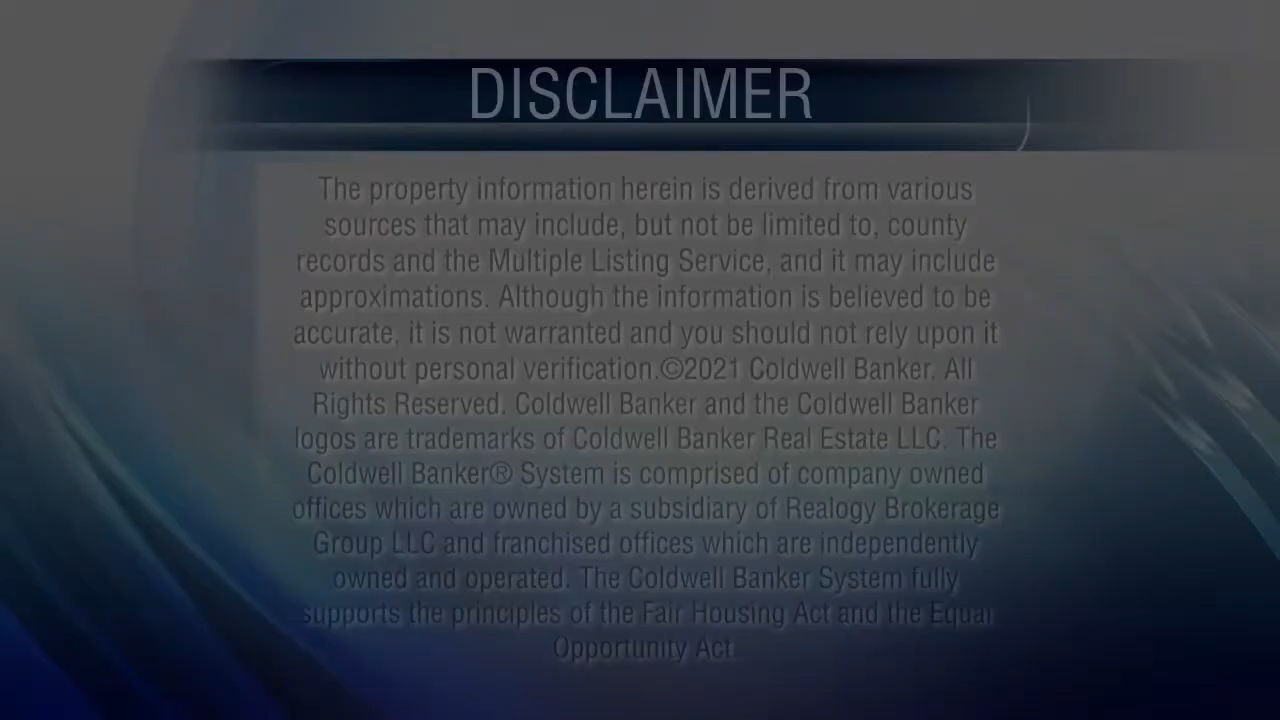 DISCLAIMER
The property information herein is derived from various
sources that may include, but not be limited to, county
records and the Multiple Listing Service, and it may include
approximations. Although the information is believed to be
accurate, it is not warranted and you should not rely upon it
without personal verification.©2021 Coldwell Banker. All
Rights Reserved. Coldwell Banker and the Coldwell Banker
logos are trademarks of Coldwell Banker Real Estate LLC. The
Coldwell Banker® System is comprised of company owned
offices which are owned by a subsidiary of Realogy Brokerage
Group LLC and franchised offices which are independently
owned and operated. The Coldwell Banker System fully
supports the principles of the Fair Housing Act and the Equal
Opportunity Act